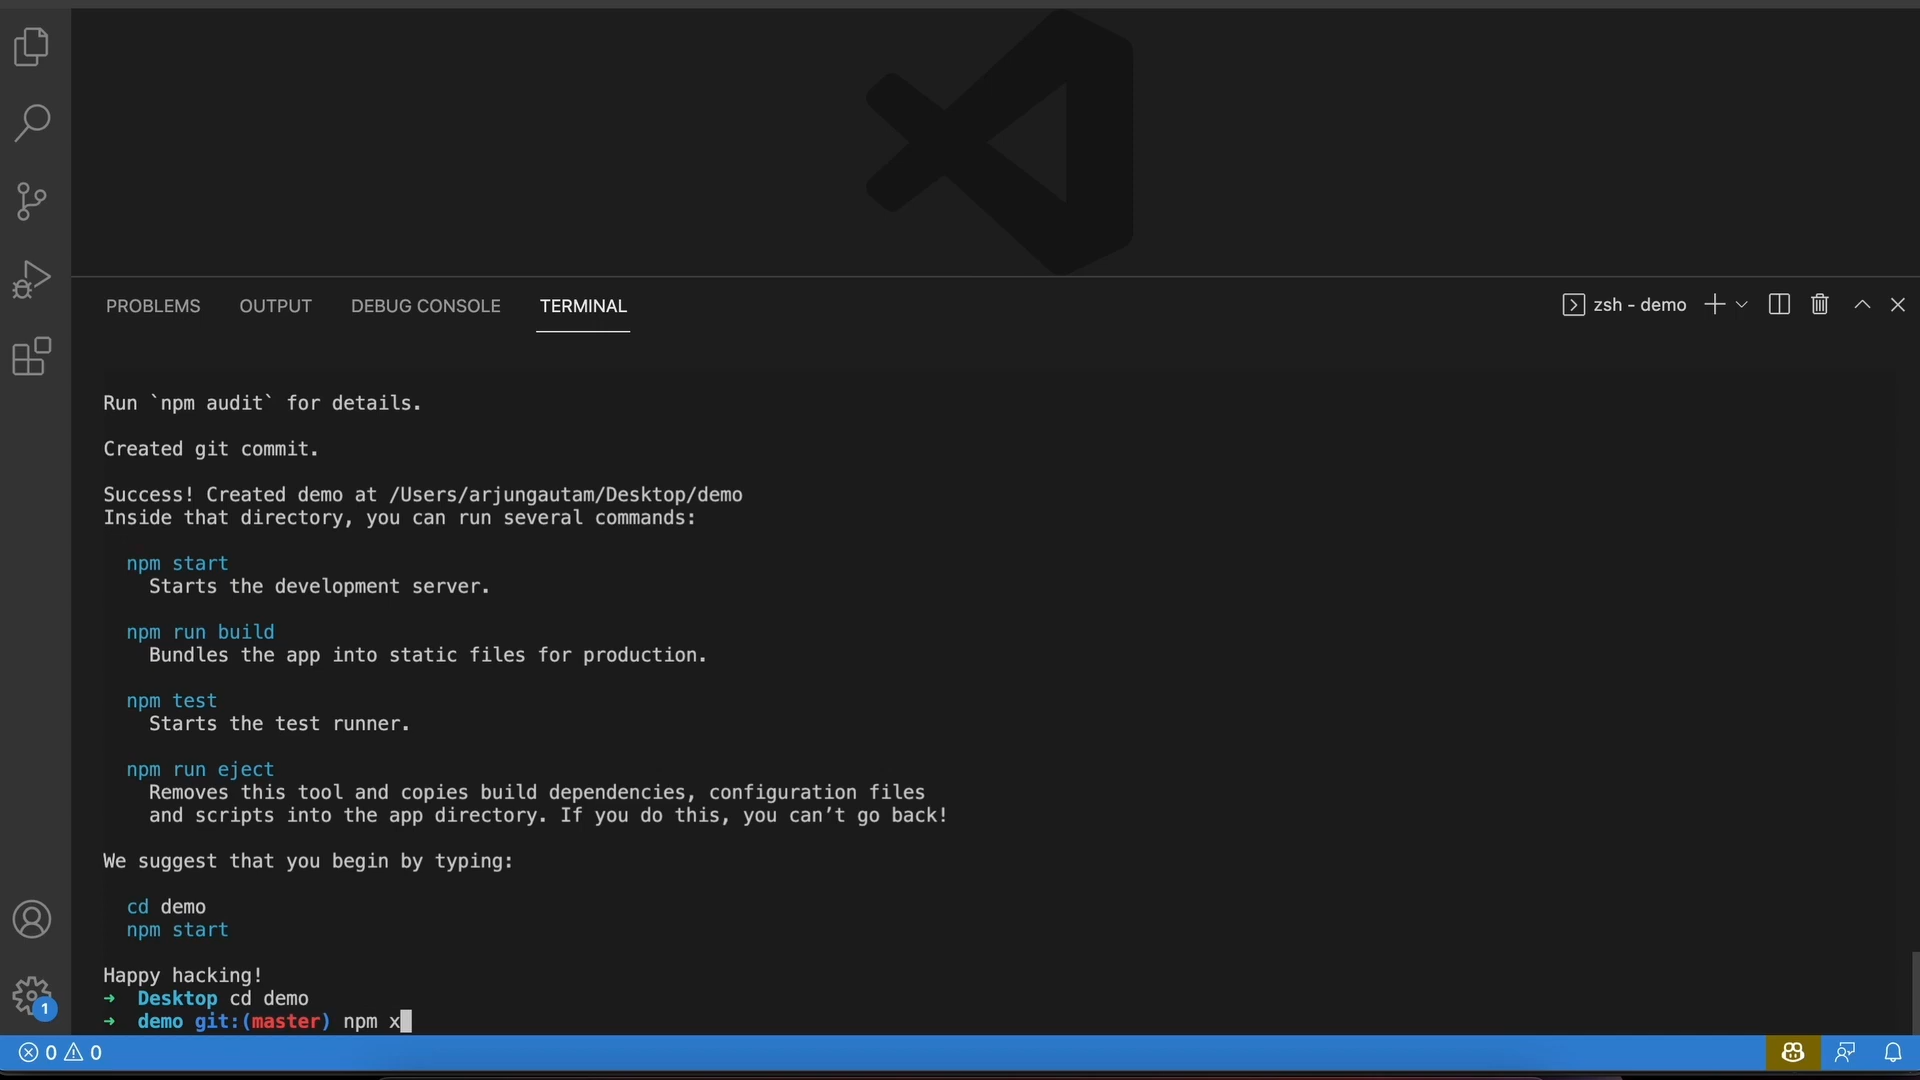 PROBLEMS OUTPUT DEBUG CONSOLE TERMINAL zsh - demo
Run `npm audit` for details.
Created git commit.
Success! Created demo at /Users/arjungautam/Desktop/demo
Inside that directory, you can run several commands:
npm start
Starts the development server.
npm run build
Bundles the app into static files for production.
npm test
Starts the test runner.
npm run eject
Removes this tool and copies build dependencies, configuration files
and scripts into the app directory. If you do this, you can’t go back!
We suggest that you begin by typing:
cd demo
npm start
Happy hacking!
➜ Desktop cd demo
➜ demo git:(master) npm x
1
0 0